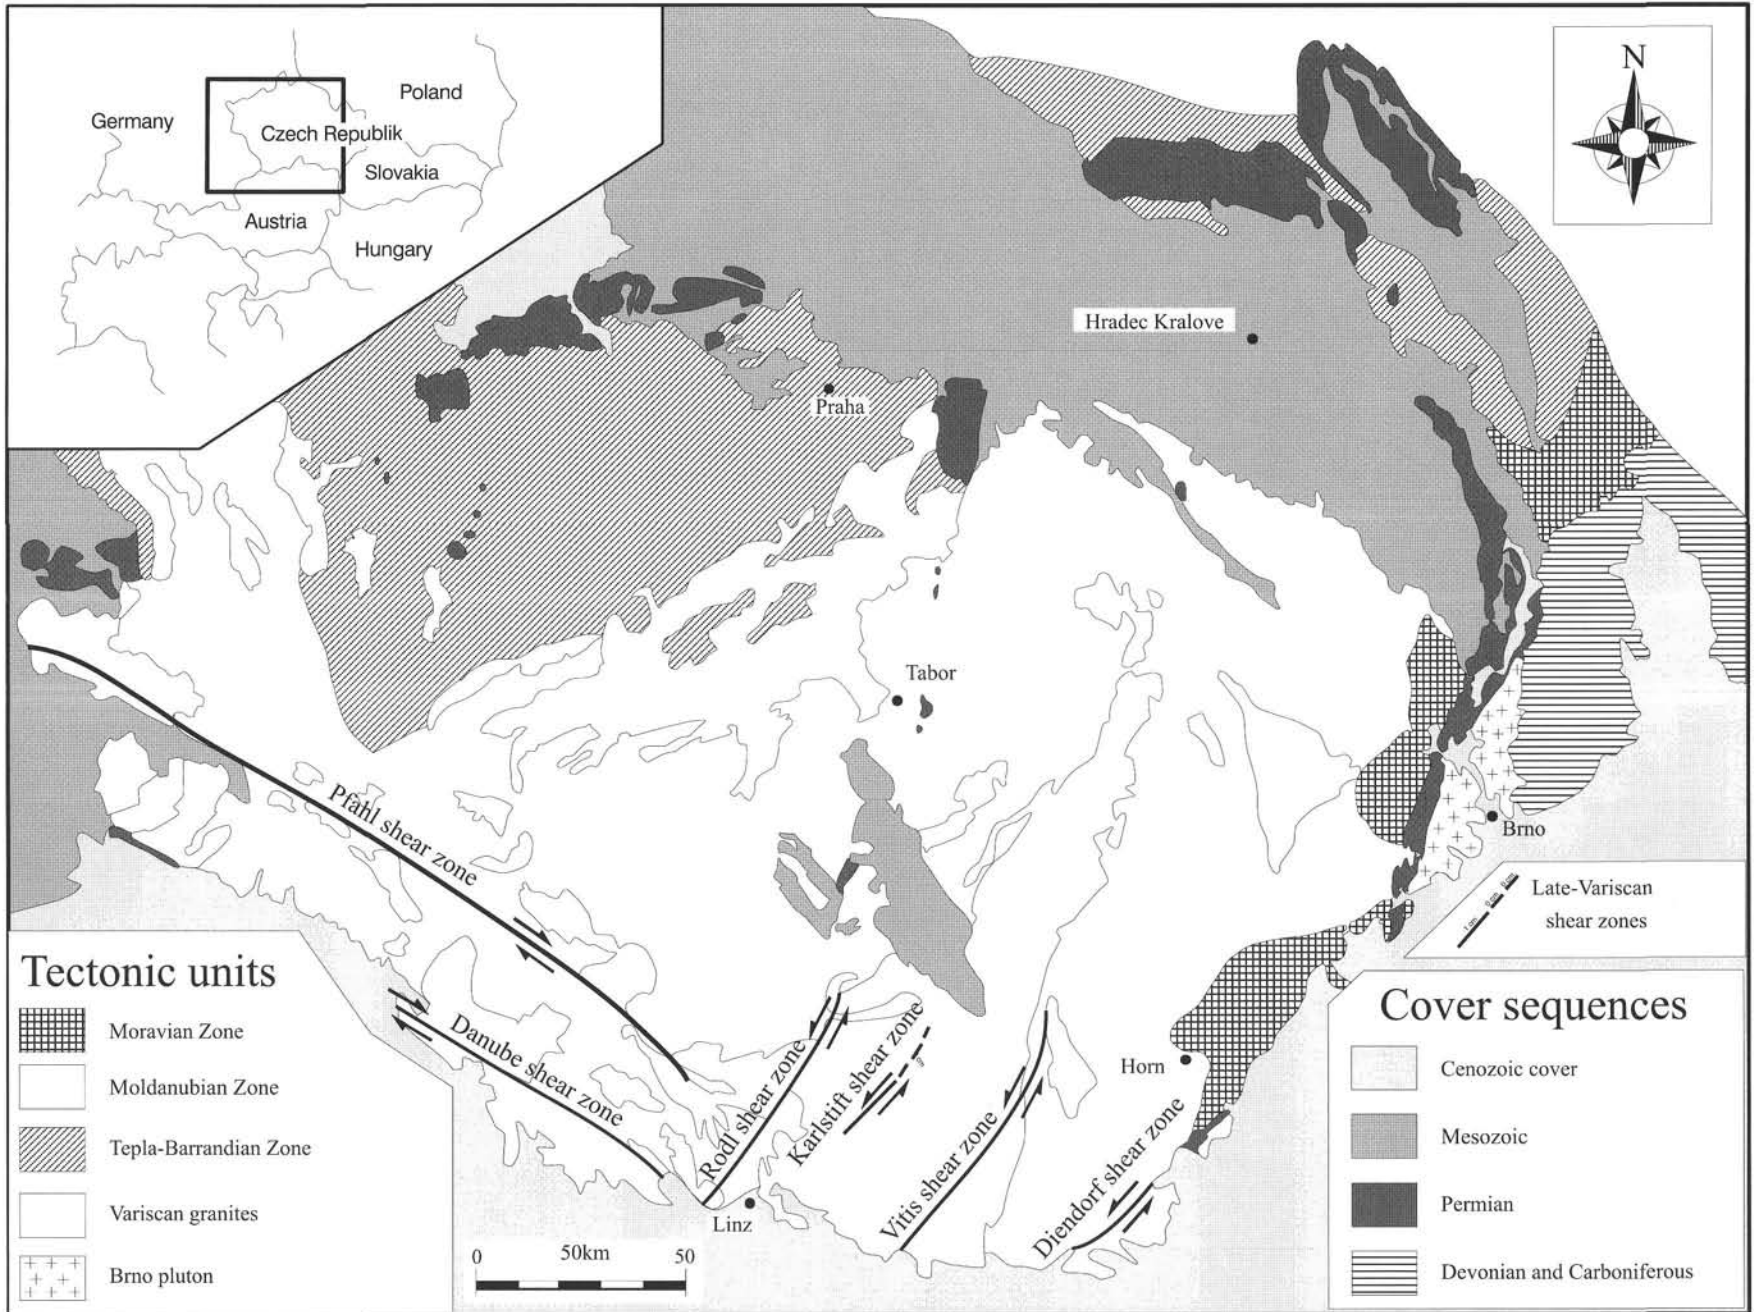 Germany
Poland
Czech Republik
Slovakia
Austria
Hungary
N
Hradec Kralove
Praha
Tabor
Brno
Pfahl shear zone
Danube shear zone
Rodl shear zone
Karlstift shear zone
Vitis shear zone
Diendorf shear zone
Horn
Linz
0 50km 50
Late-Variscan
shear zones
Tectonic units
Moravian Zone
Moldanubian Zone
Tepla-Barrandian Zone
Variscan granites
Brno pluton
Cover sequences
Cenozoic cover
Mesozoic
Permian
Devonian and Carboniferous